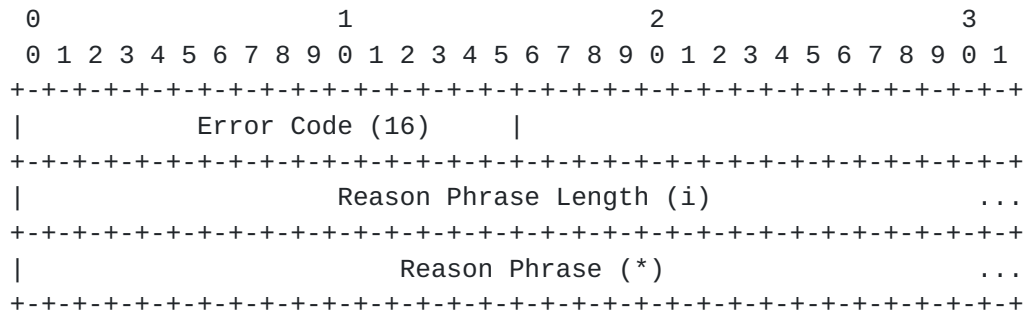 0                   1                   2                   3
 0 1 2 3 4 5 6 7 8 9 0 1 2 3 4 5 6 7 8 9 0 1 2 3 4 5 6 7 8 9 0 1
+-+-+-+-+-+-+-+-+-+-+-+-+-+-+-+-+-+-+-+-+-+-+-+-+-+-+-+-+-+-+-+-+
|           Error Code (16)     |
+-+-+-+-+-+-+-+-+-+-+-+-+-+-+-+-+-+-+-+-+-+-+-+-+-+-+-+-+-+-+-+-+
|                    Reason Phrase Length (i)                 ...
+-+-+-+-+-+-+-+-+-+-+-+-+-+-+-+-+-+-+-+-+-+-+-+-+-+-+-+-+-+-+-+-+
|                        Reason Phrase (*)                    ...
+-+-+-+-+-+-+-+-+-+-+-+-+-+-+-+-+-+-+-+-+-+-+-+-+-+-+-+-+-+-+-+-+